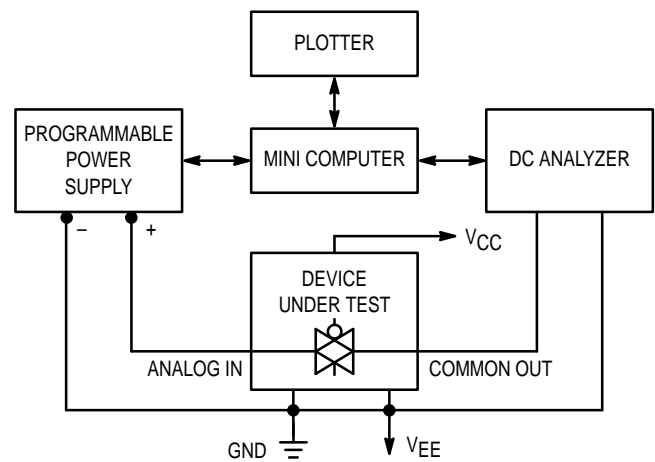 PLOTTER
PROGRAMMABLE
POWER
SUPPLY
MINI COMPUTER
DC ANALYZER
– +
VCC
DEVICE
UNDER TEST
ANALOG IN
COMMON OUT
GND
VEE